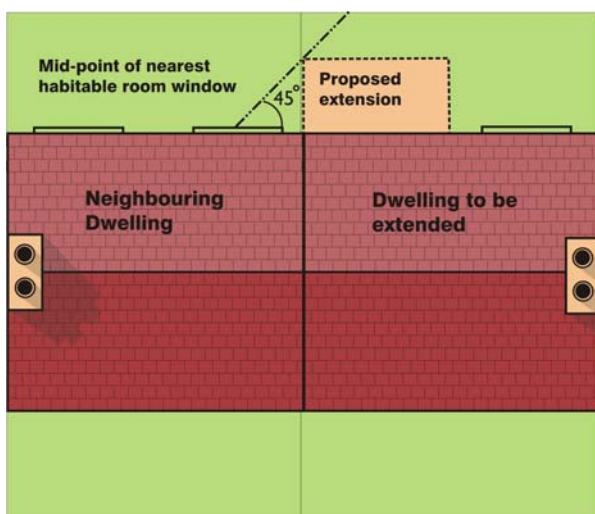 Mid-point of nearest
habitable room window
45°
Proposed
extension
Neighbouring
Dwelling
Dwelling to be
extended